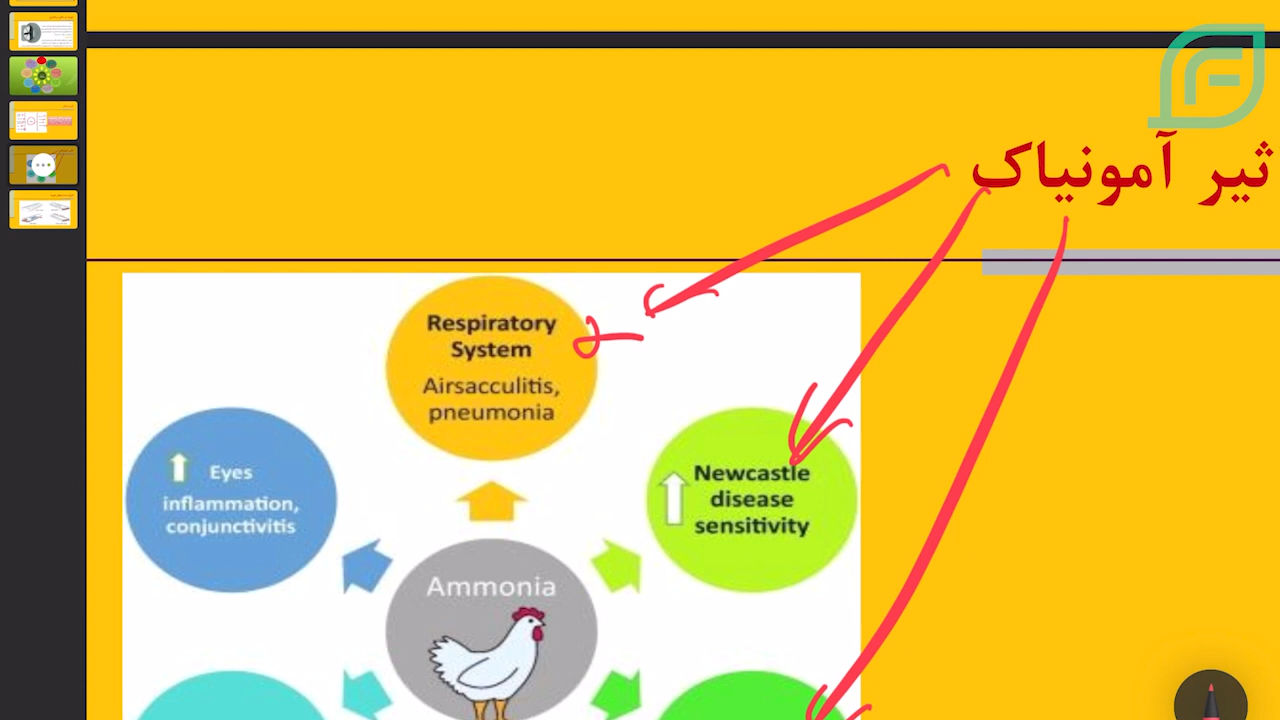 ثیر آمونیاک
Respiratory
System
Airsacculitis,
pneumonia
Eyes
inflammation,
conjunctivitis
Newcastle
disease
sensitivity
Ammonia